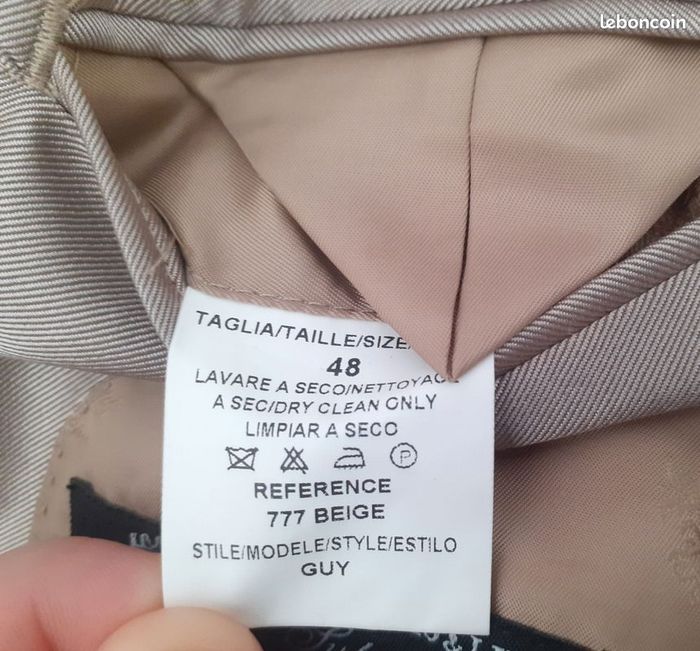 leboncoin
TAGLIA/TAILLE/SIZE
48
LAVARE A SECO/NETTOYAGE
A SEC/DRY CLEAN ONLY
LIMPIAR A SECO
P
REFERENCE
777 BEIGE
STILE/MODELE/STYLE/ESTILO
GUY